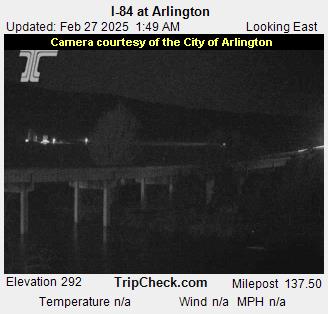 I-84 at Arlington
Updated: Feb 27 2025 1:49 AM Looking East
Camera courtesy of the City of Arlington
Elevation 292 TripCheck.com Milepost 137.50
Temperature n/a Wind n/a MPH n/a